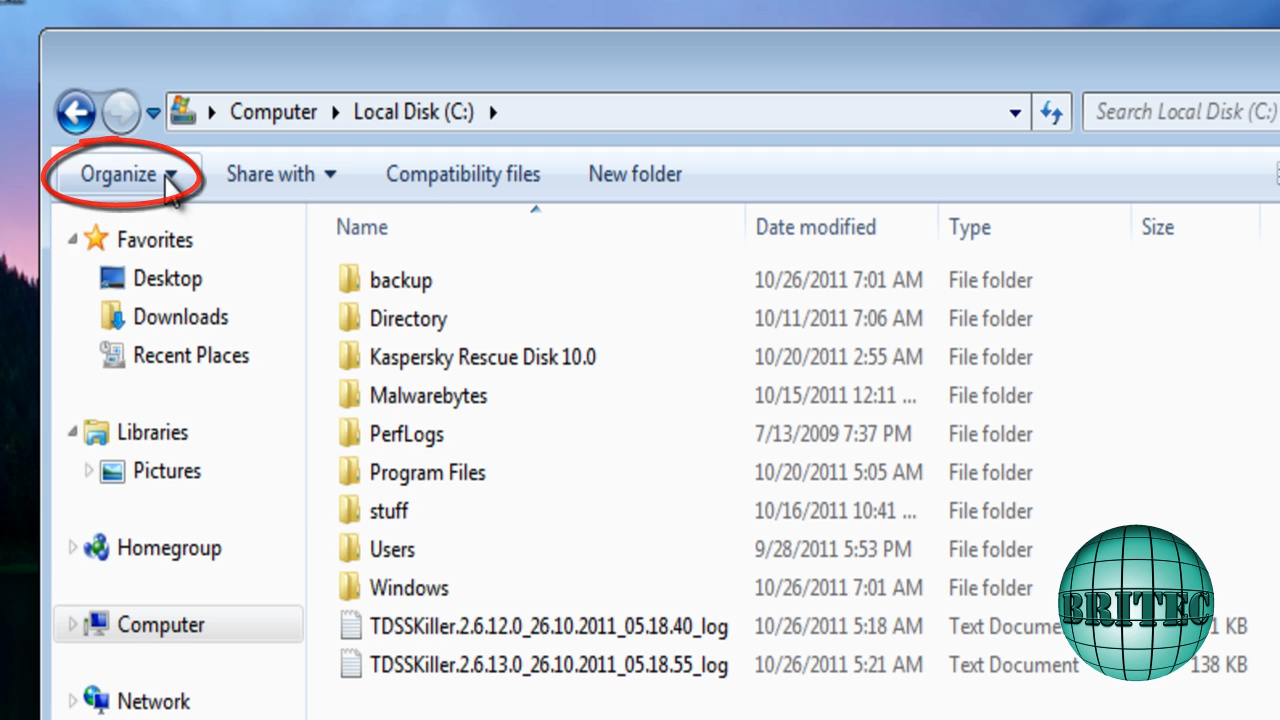 Computer Local Disk (C:) Search Local Disk (C:)
Organize Share with Compatibility files New folder
Name Date modified Type Size
Favorites
Desktop
Downloads
Recent Places
Libraries
Pictures
Homegroup
Computer
Network
backup 10/26/2011 7:01 AM File folder
Directory 10/11/2011 7:06 AM File folder
Kaspersky Rescue Disk 10.0 10/20/2011 2:55 AM File folder
Malwarebytes 10/15/2011 12:11 ... File folder
PerfLogs 7/13/2009 7:37 PM File folder
Program Files 10/20/2011 5:05 AM File folder
stuff 10/16/2011 10:41 ... File folder
Users 9/28/2011 5:53 PM File folder
Windows 10/26/2011 7:01 AM File folder
TDSSKiller.2.6.12.0_26.10.2011_05.18.40_log 10/26/2011 5:18 AM Text KB
TDSSKiller.2.6.13.0_26.10.2011_05.18.55_log 10/26/2011 5:21 AM Text Document 138 KB
BRITEC